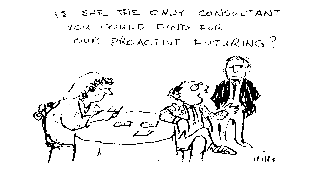 IS SHE THE ONLY CONSULTANT
YOU COULD FIND FOR
OUR PROACTIVE FUTURING?